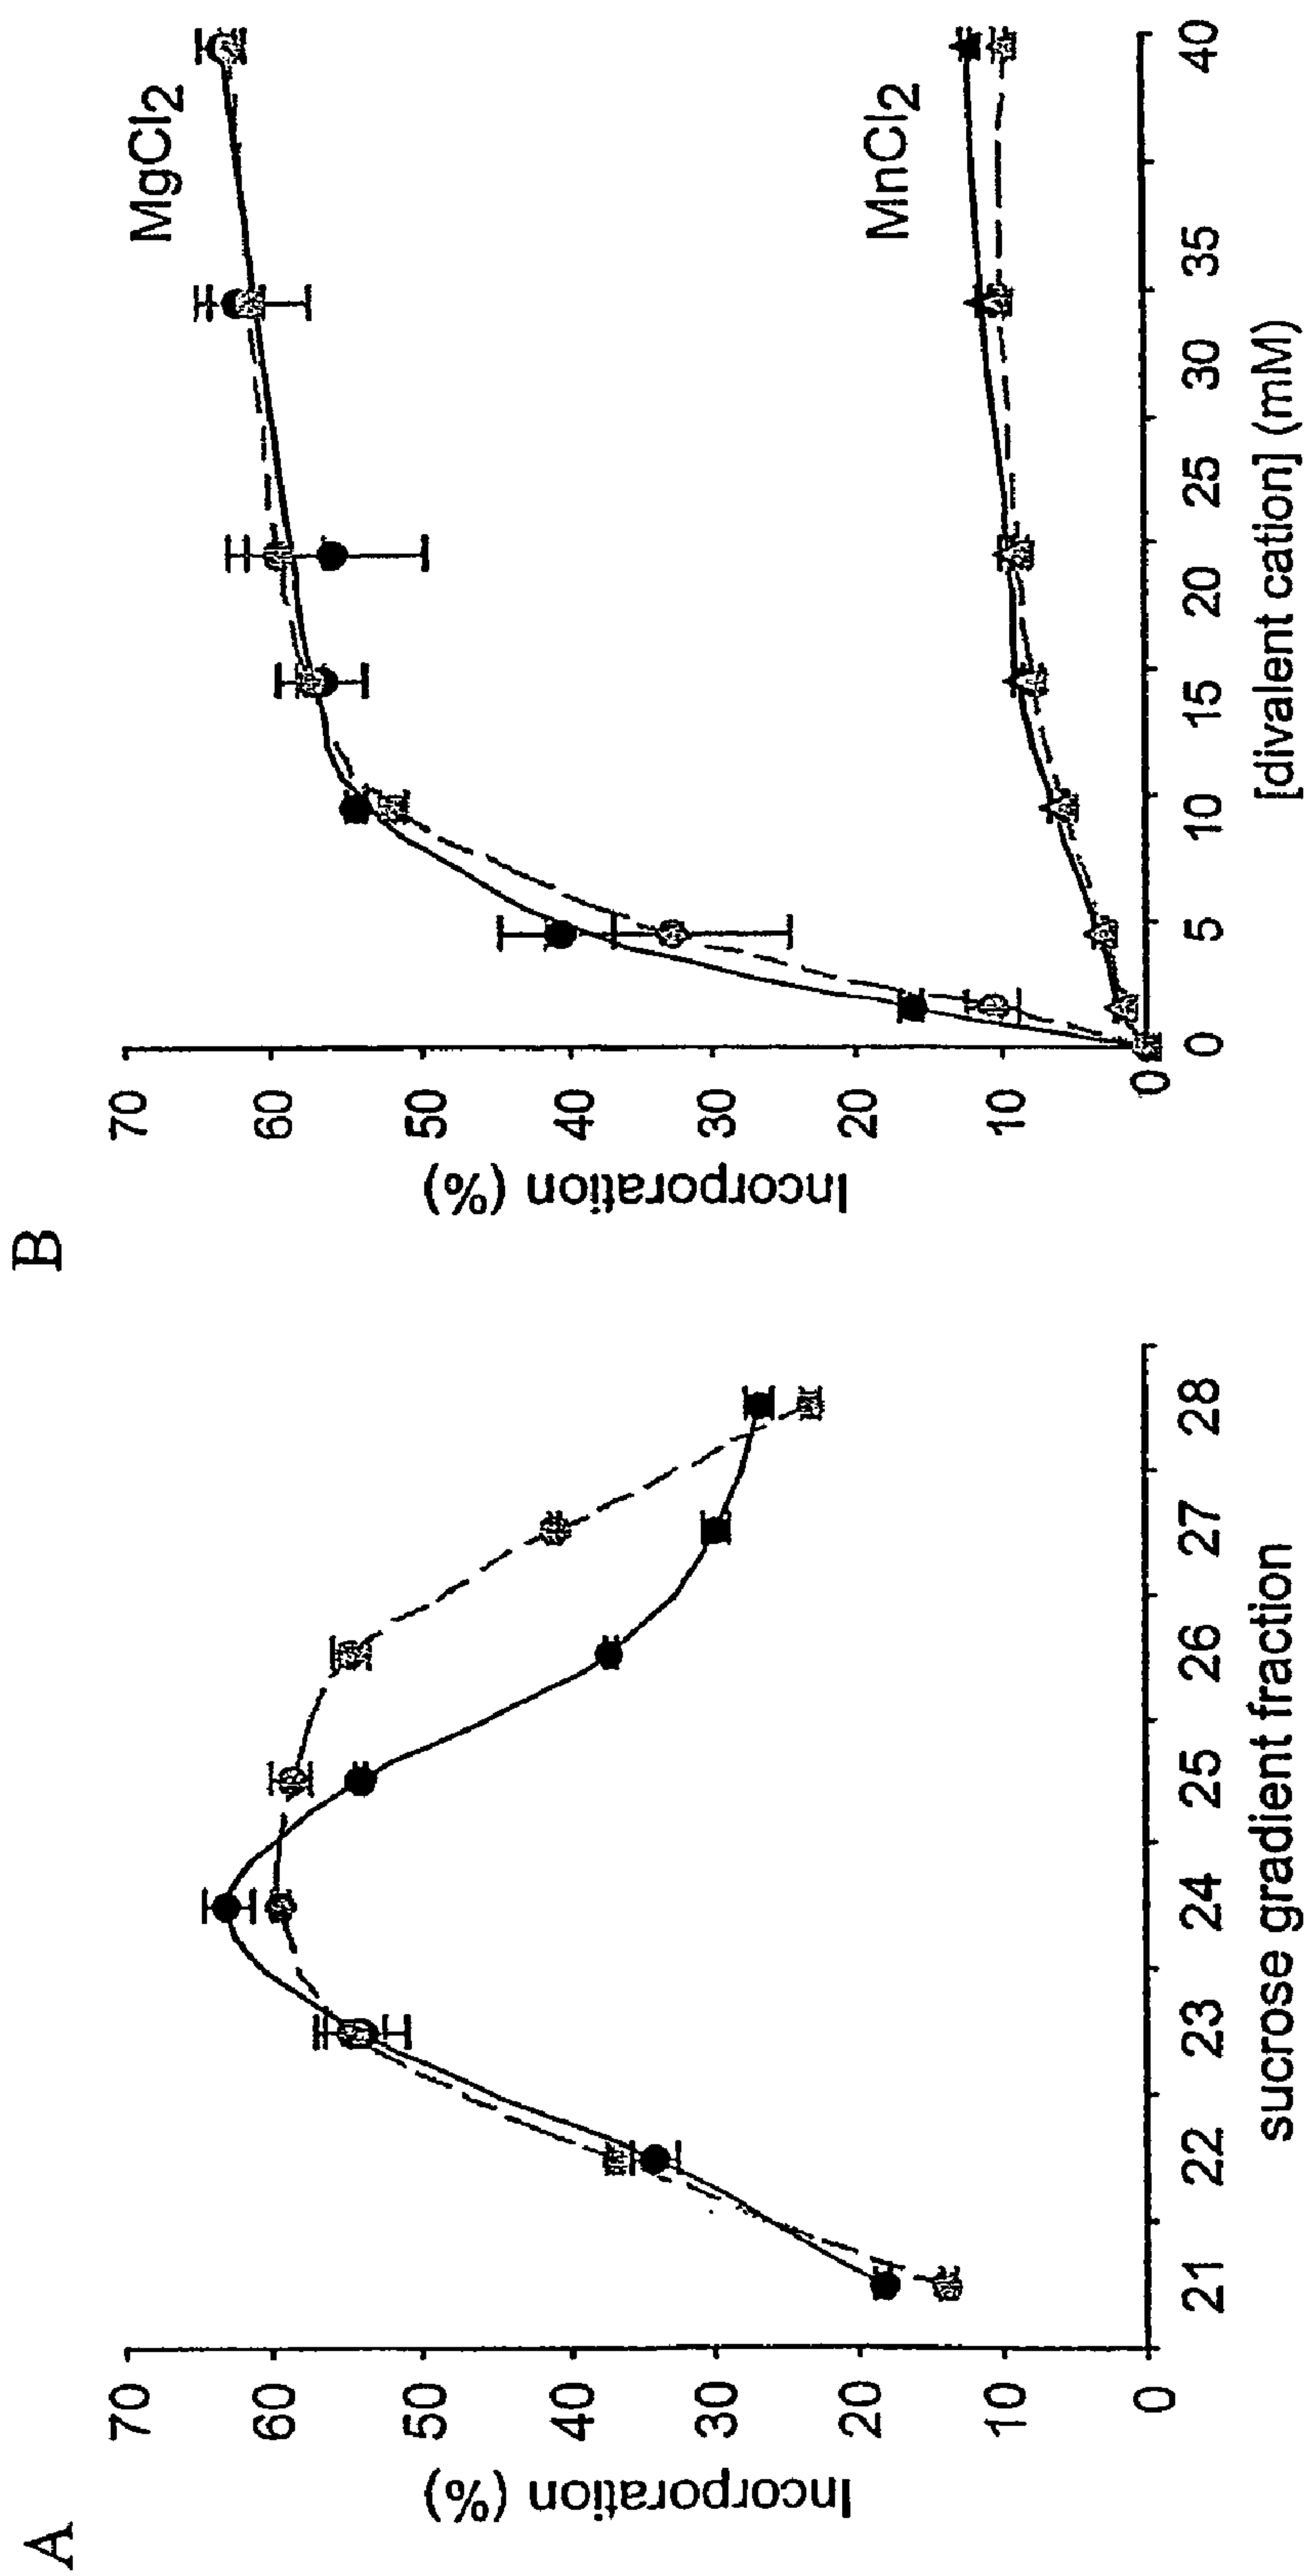 A
Incorporation (%)
70
60
50
40
30
20
10
0
21 22 23 24 25 26 27 28
sucrose gradient fraction
B
Incorporation (%)
70
60
50
40
30
20
10
0
MgCl2
MnCl2
0 5 10 15 20 25 30 35 40
[divalent cation] (mM)